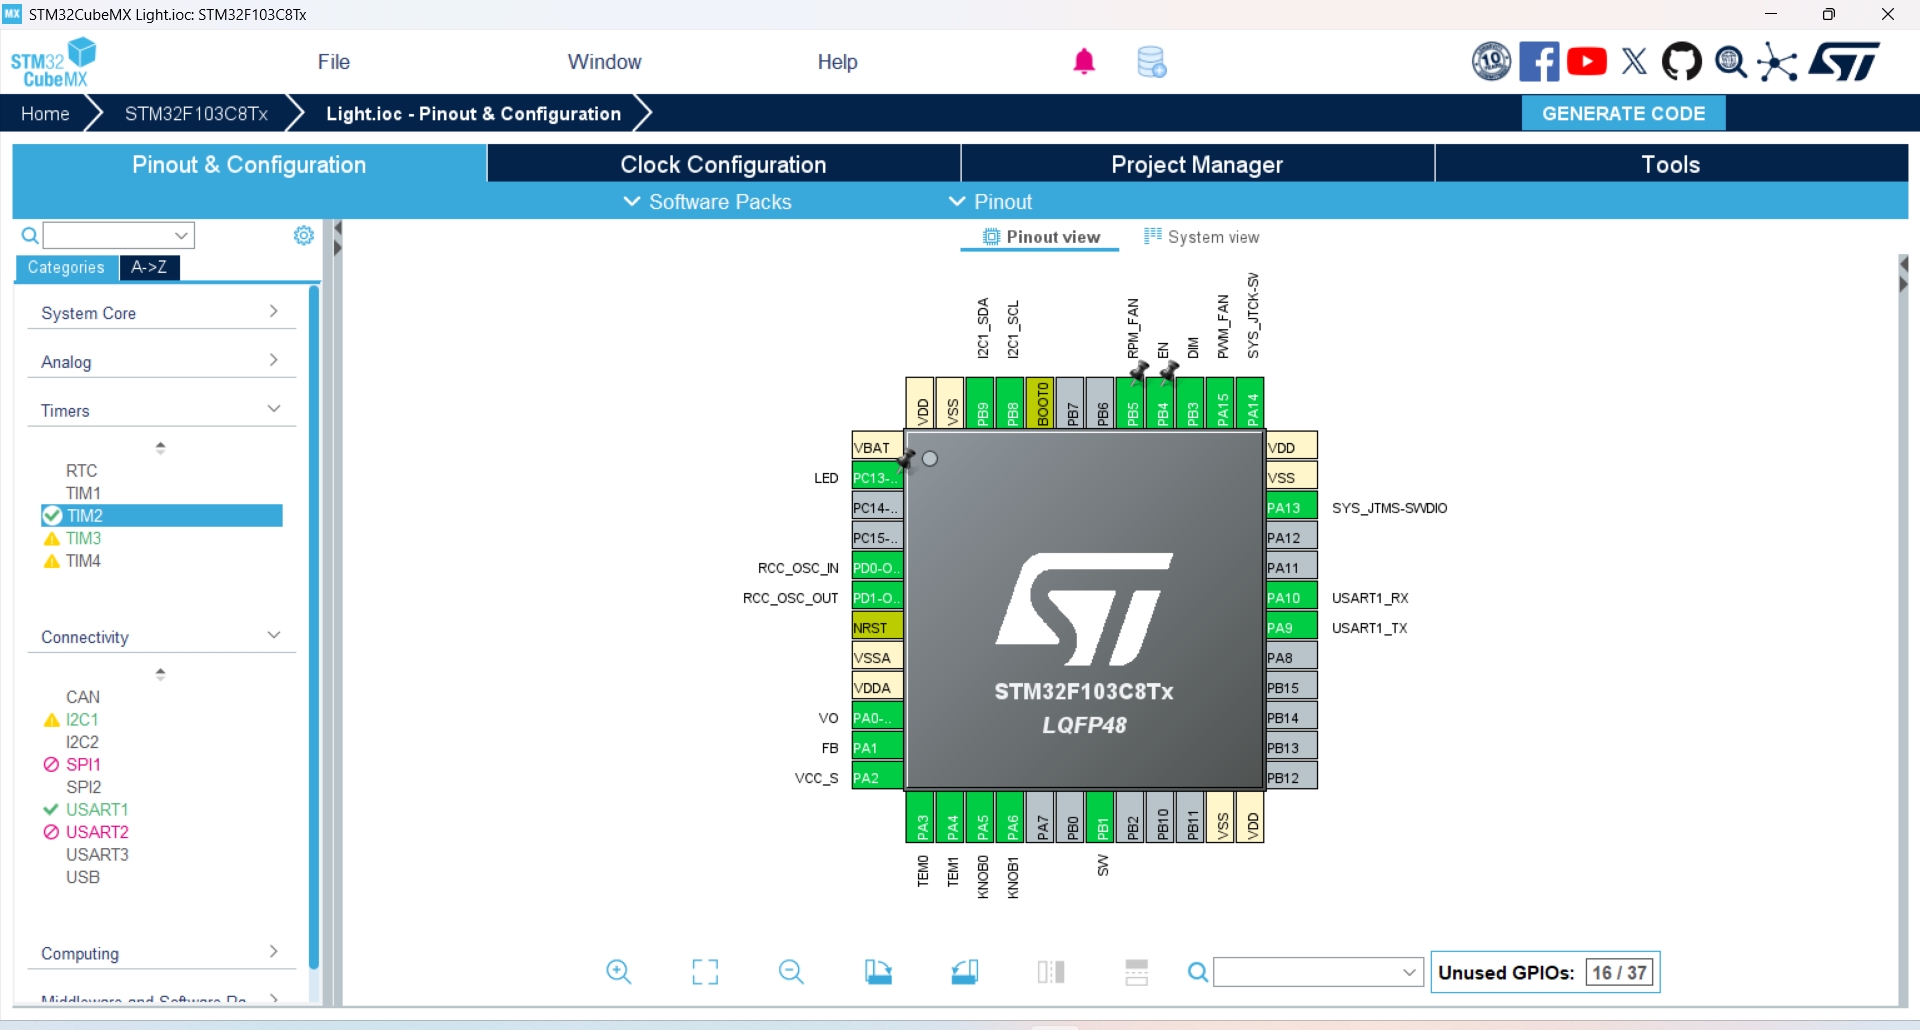 MX STM32CubeMX Light.ioc: STM32F103C8Tx
STM32 CubeMX
File Window Help
10
Home STM32F103C8Tx Light.ioc - Pinout & Configuration GENERATE CODE
Pinout & Configuration Clock Configuration Project Manager Tools
Software Packs Pinout
Pinout view System view
Categories A->Z
System Core
Analog
Timers
RTC
TIM1
TIM2
TIM3
TIM4
Connectivity
CAN
I2C1
I2C2
SPI1
SPI2
USART1
USART2
USART3
USB
Computing
Middleware and Software Pa...
I2C1_SDA
I2C1_SCL
RPM_FAN
EN
DIM
PWM_FAN
SYS_JTCK-SW
VDD
VSS
PB9
PB8
BOOT0
PB7
PB6
PB5
PB4
PB3
PA15
PA14
VBAT
LED PC13-..
PC14-..
PC15-..
RCC_OSC_IN PD0-O..
RCC_OSC_OUT PD1-O..
NRST
VSSA
VDDA
VO PA0-..
FB PA1
VCC_S PA2
STM32F103C8Tx
LQFP48
VDD
VSS
PA13 SYS_JTMS-SWDIO
PA12
PA11
PA10 USART1_RX
PA9 USART1_TX
PA8
PB15
PB14
PB13
PB12
PA3
PA4
PA5
PA6
PA7
PB0
PB1
PB2
PB10
PB11
VSS
VDD
TEM0
TEM1
KNOB0
KNOB1
SW
Unused GPIOs: 16 / 37